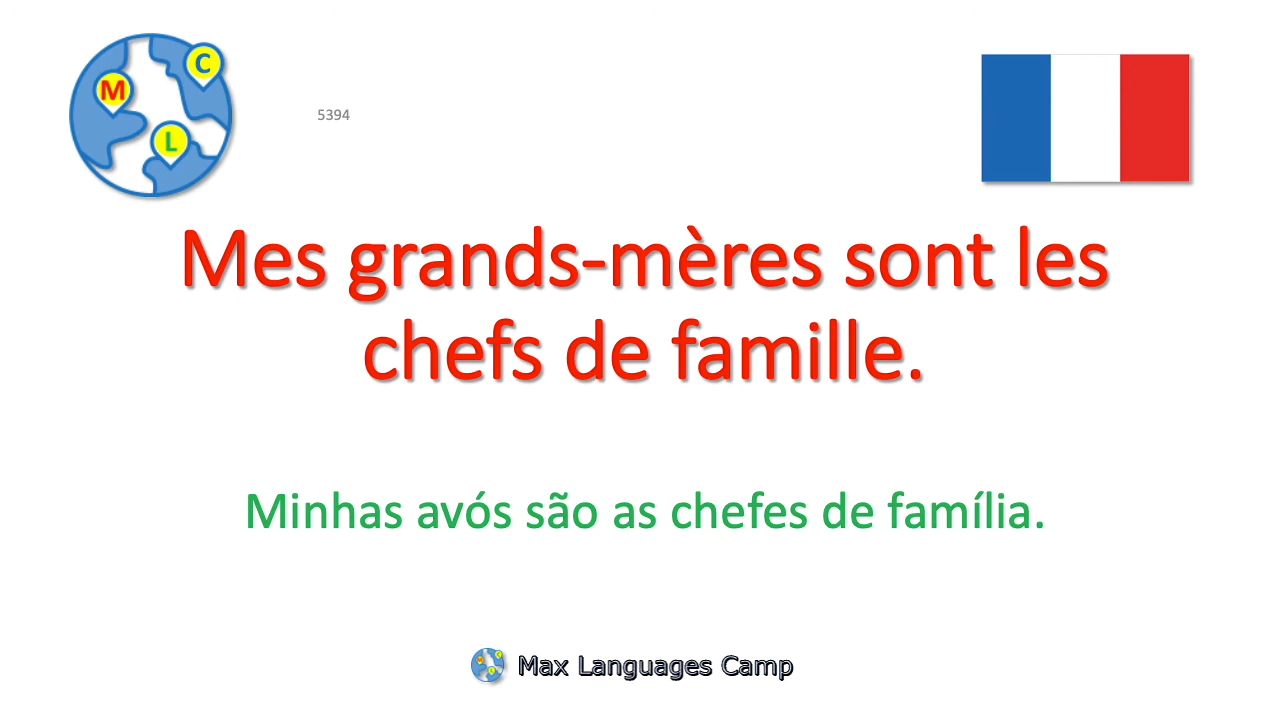 M
C
L
5394
Mes grands-mères sont les
chefs de famille.
Minhas avós são as chefes de família.
Max Languages Camp